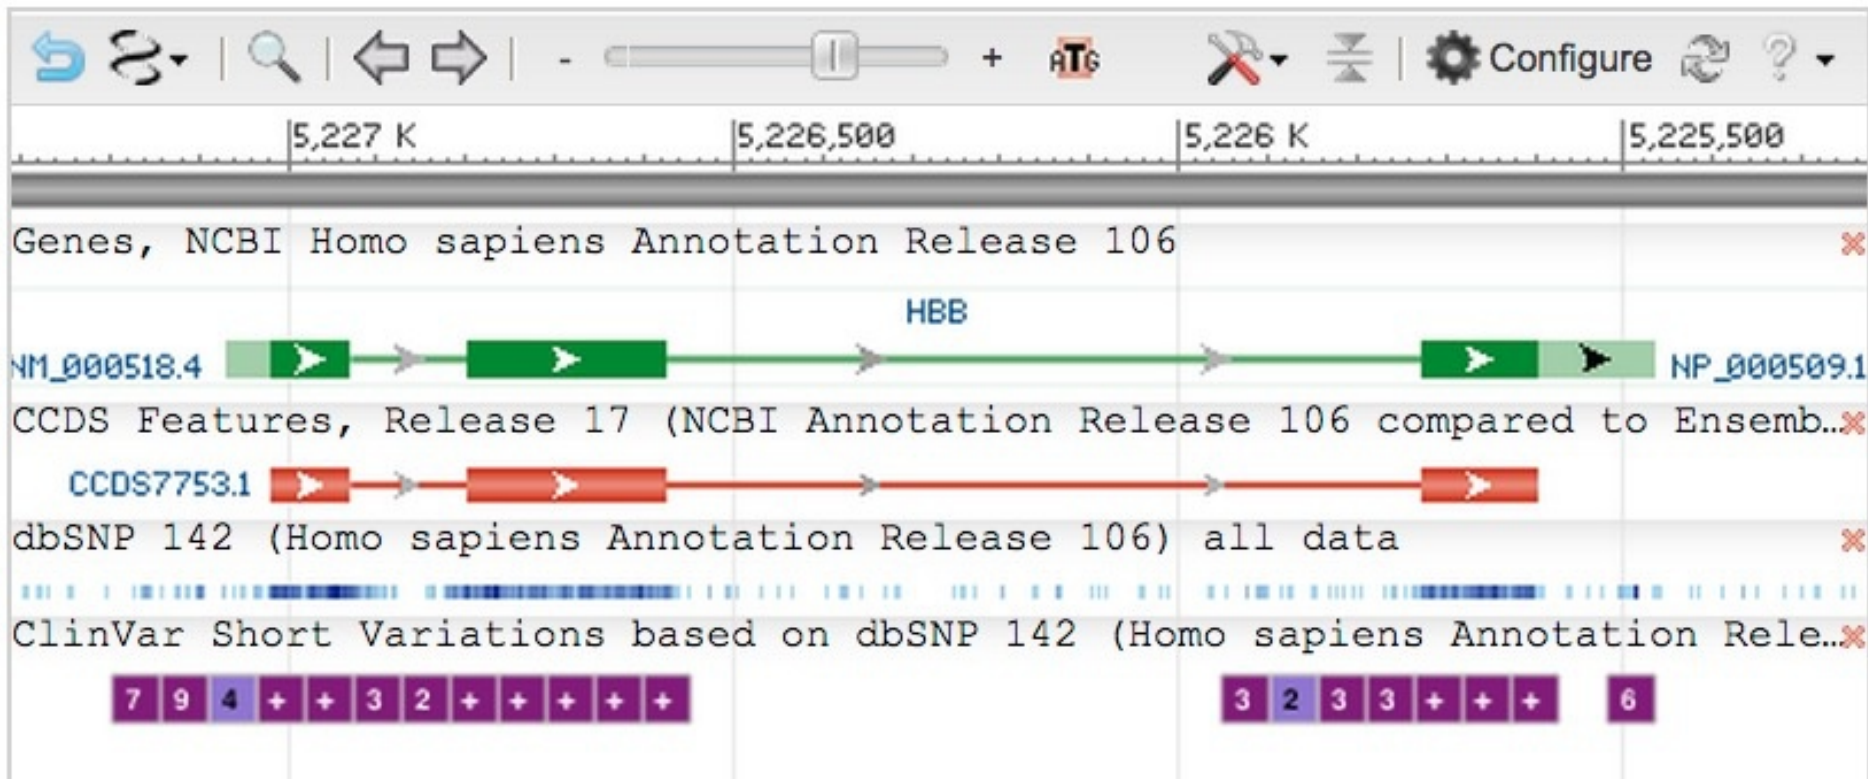 - + ATG Configure ?
5,227 K 5,226,500 5,226 K 5,225,500
Genes, NCBI Homo sapiens Annotation Release 106
HBB
NM_000518.4 NP_000509.1
CCDS Features, Release 17 (NCBI Annotation Release 106 compared to Ensemb…
CCDS7753.1
dbSNP 142 (Homo sapiens Annotation Release 106) all data
ClinVar Short Variations based on dbSNP 142 (Homo sapiens Annotation Rele…
7 9 4 + + 3 2 + + + + + 3 2 3 3 + + + 6